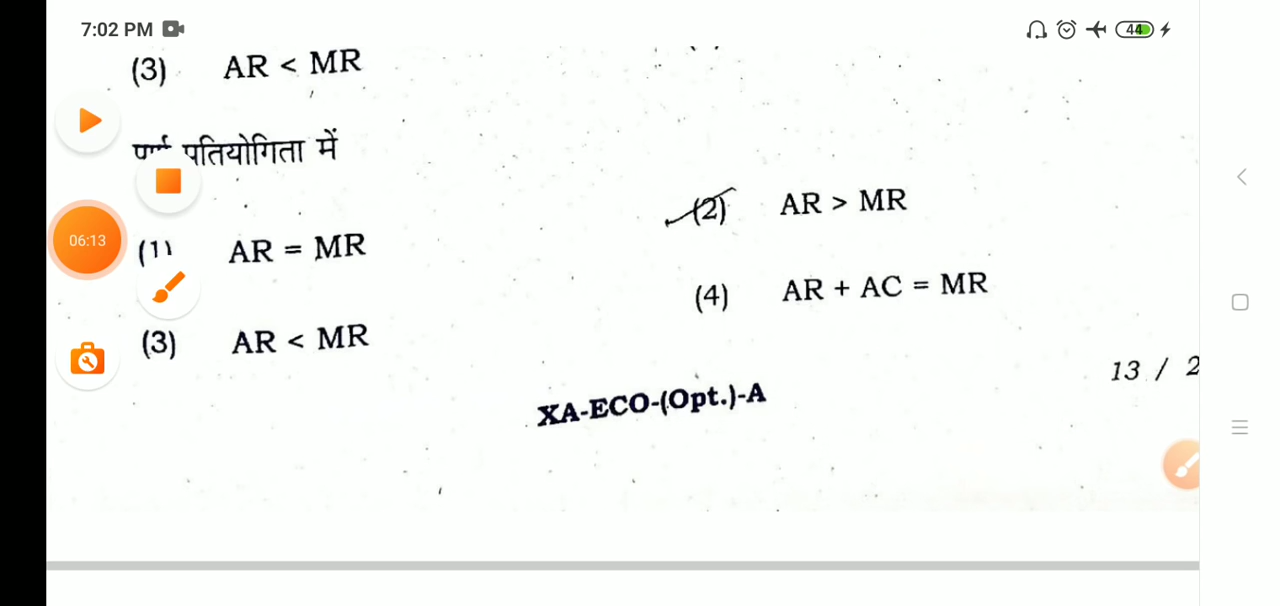 7:02 PM
44
(3) AR < MR
प्रतियोगिता में
(2) AR > MR
06:13
(1) AR = MR
(4) AR + AC = MR
(3) AR < MR
13 / 2
XA-ECO-(Opt.)-A